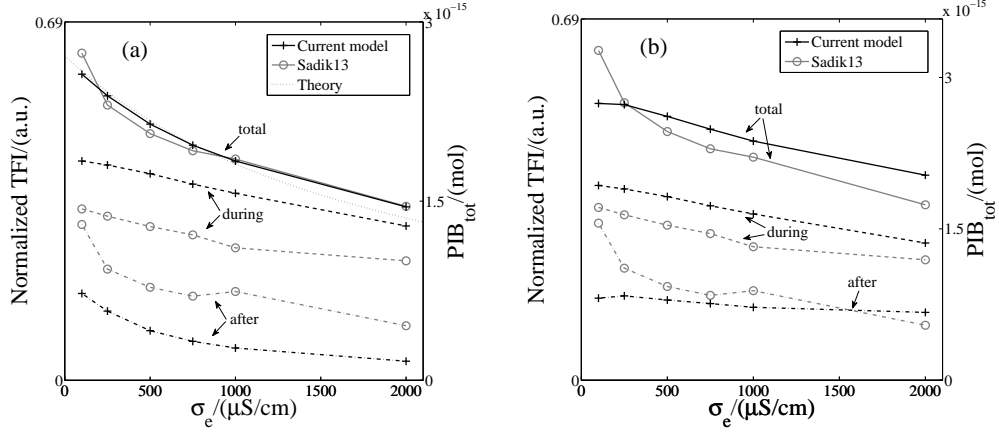 x 10^-15
0.69
3
(a)
Current model
Sadik13
Theory
total
during
after
Normalized TFI/(a.u.)
1.5
PIB_tot/(mol)
0
0
0
500
1000
1500
2000
σ_e/(μS/cm)
x 10^-15
0.69
(b)
Current model
Sadik13
3
total
during
after
Normalized TFI/(a.u.)
1.5
PIB_tot/(mol)
0
0
0
500
1000
1500
2000
σ_e/(μS/cm)